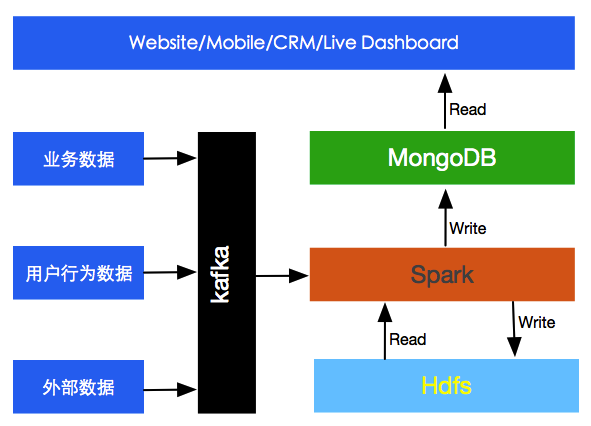 Website/Mobile/CRM/Live Dashboard
Read
业务数据
MongoDB
Write
用户行为数据
kafka
Spark
Read
Write
外部数据
Hdfs